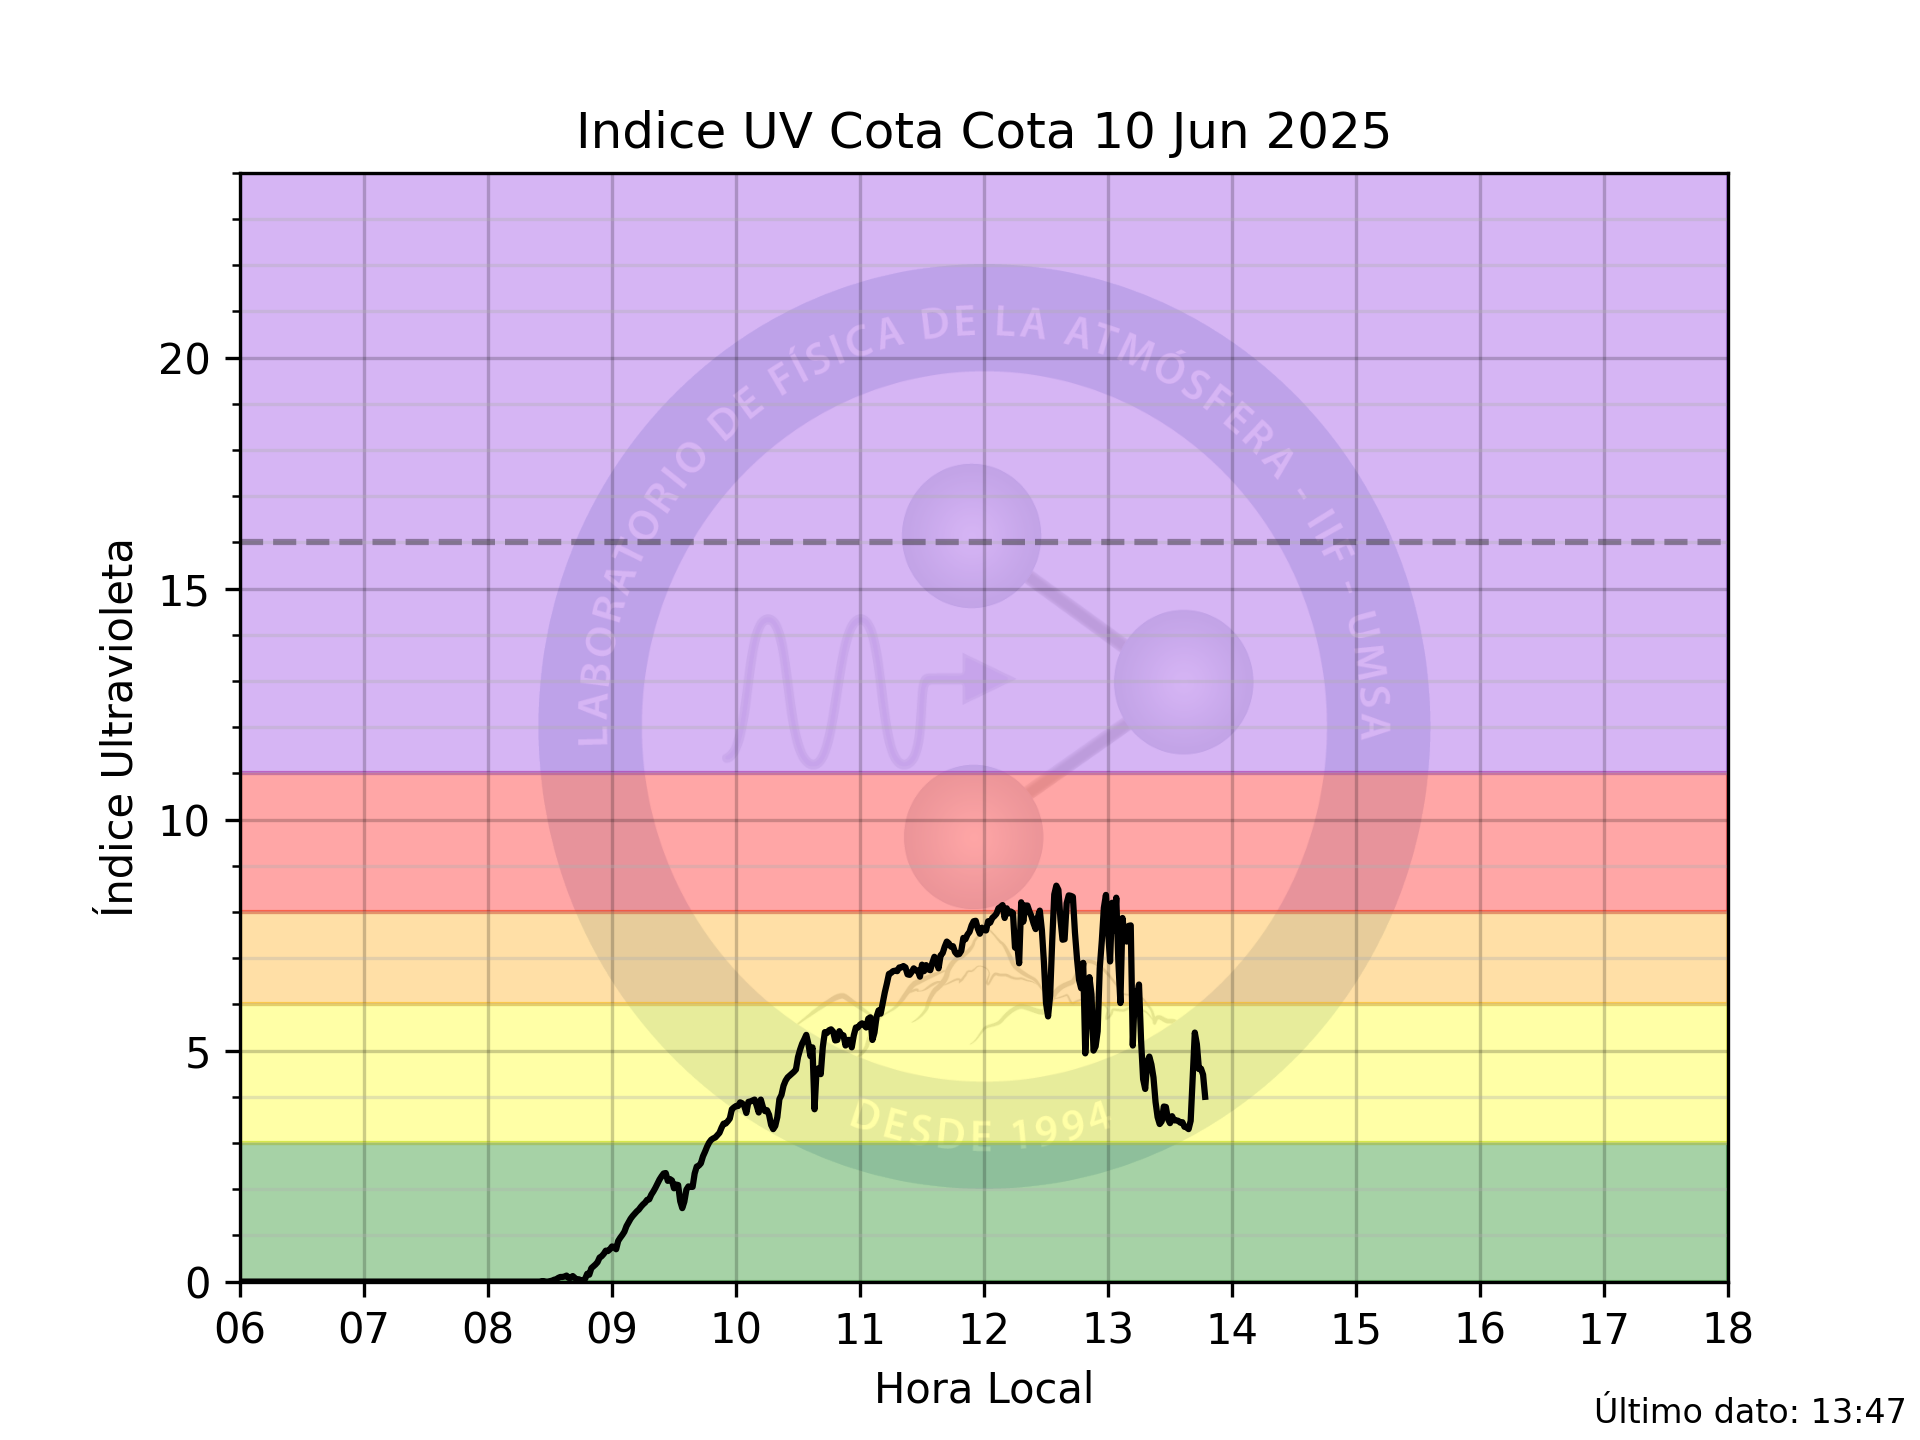 Indice UV Cota Cota 10 Jun 2025
Índice Ultravioleta
20
15
10
5
0
LABORATORIO DE FÍSICA DE LA ATMÓSFERA - IIF - UMSA
DESDE 1994
06 07 08 09 10 11 12 13 14 15 16 17 18
Hora Local
Último dato: 13:47